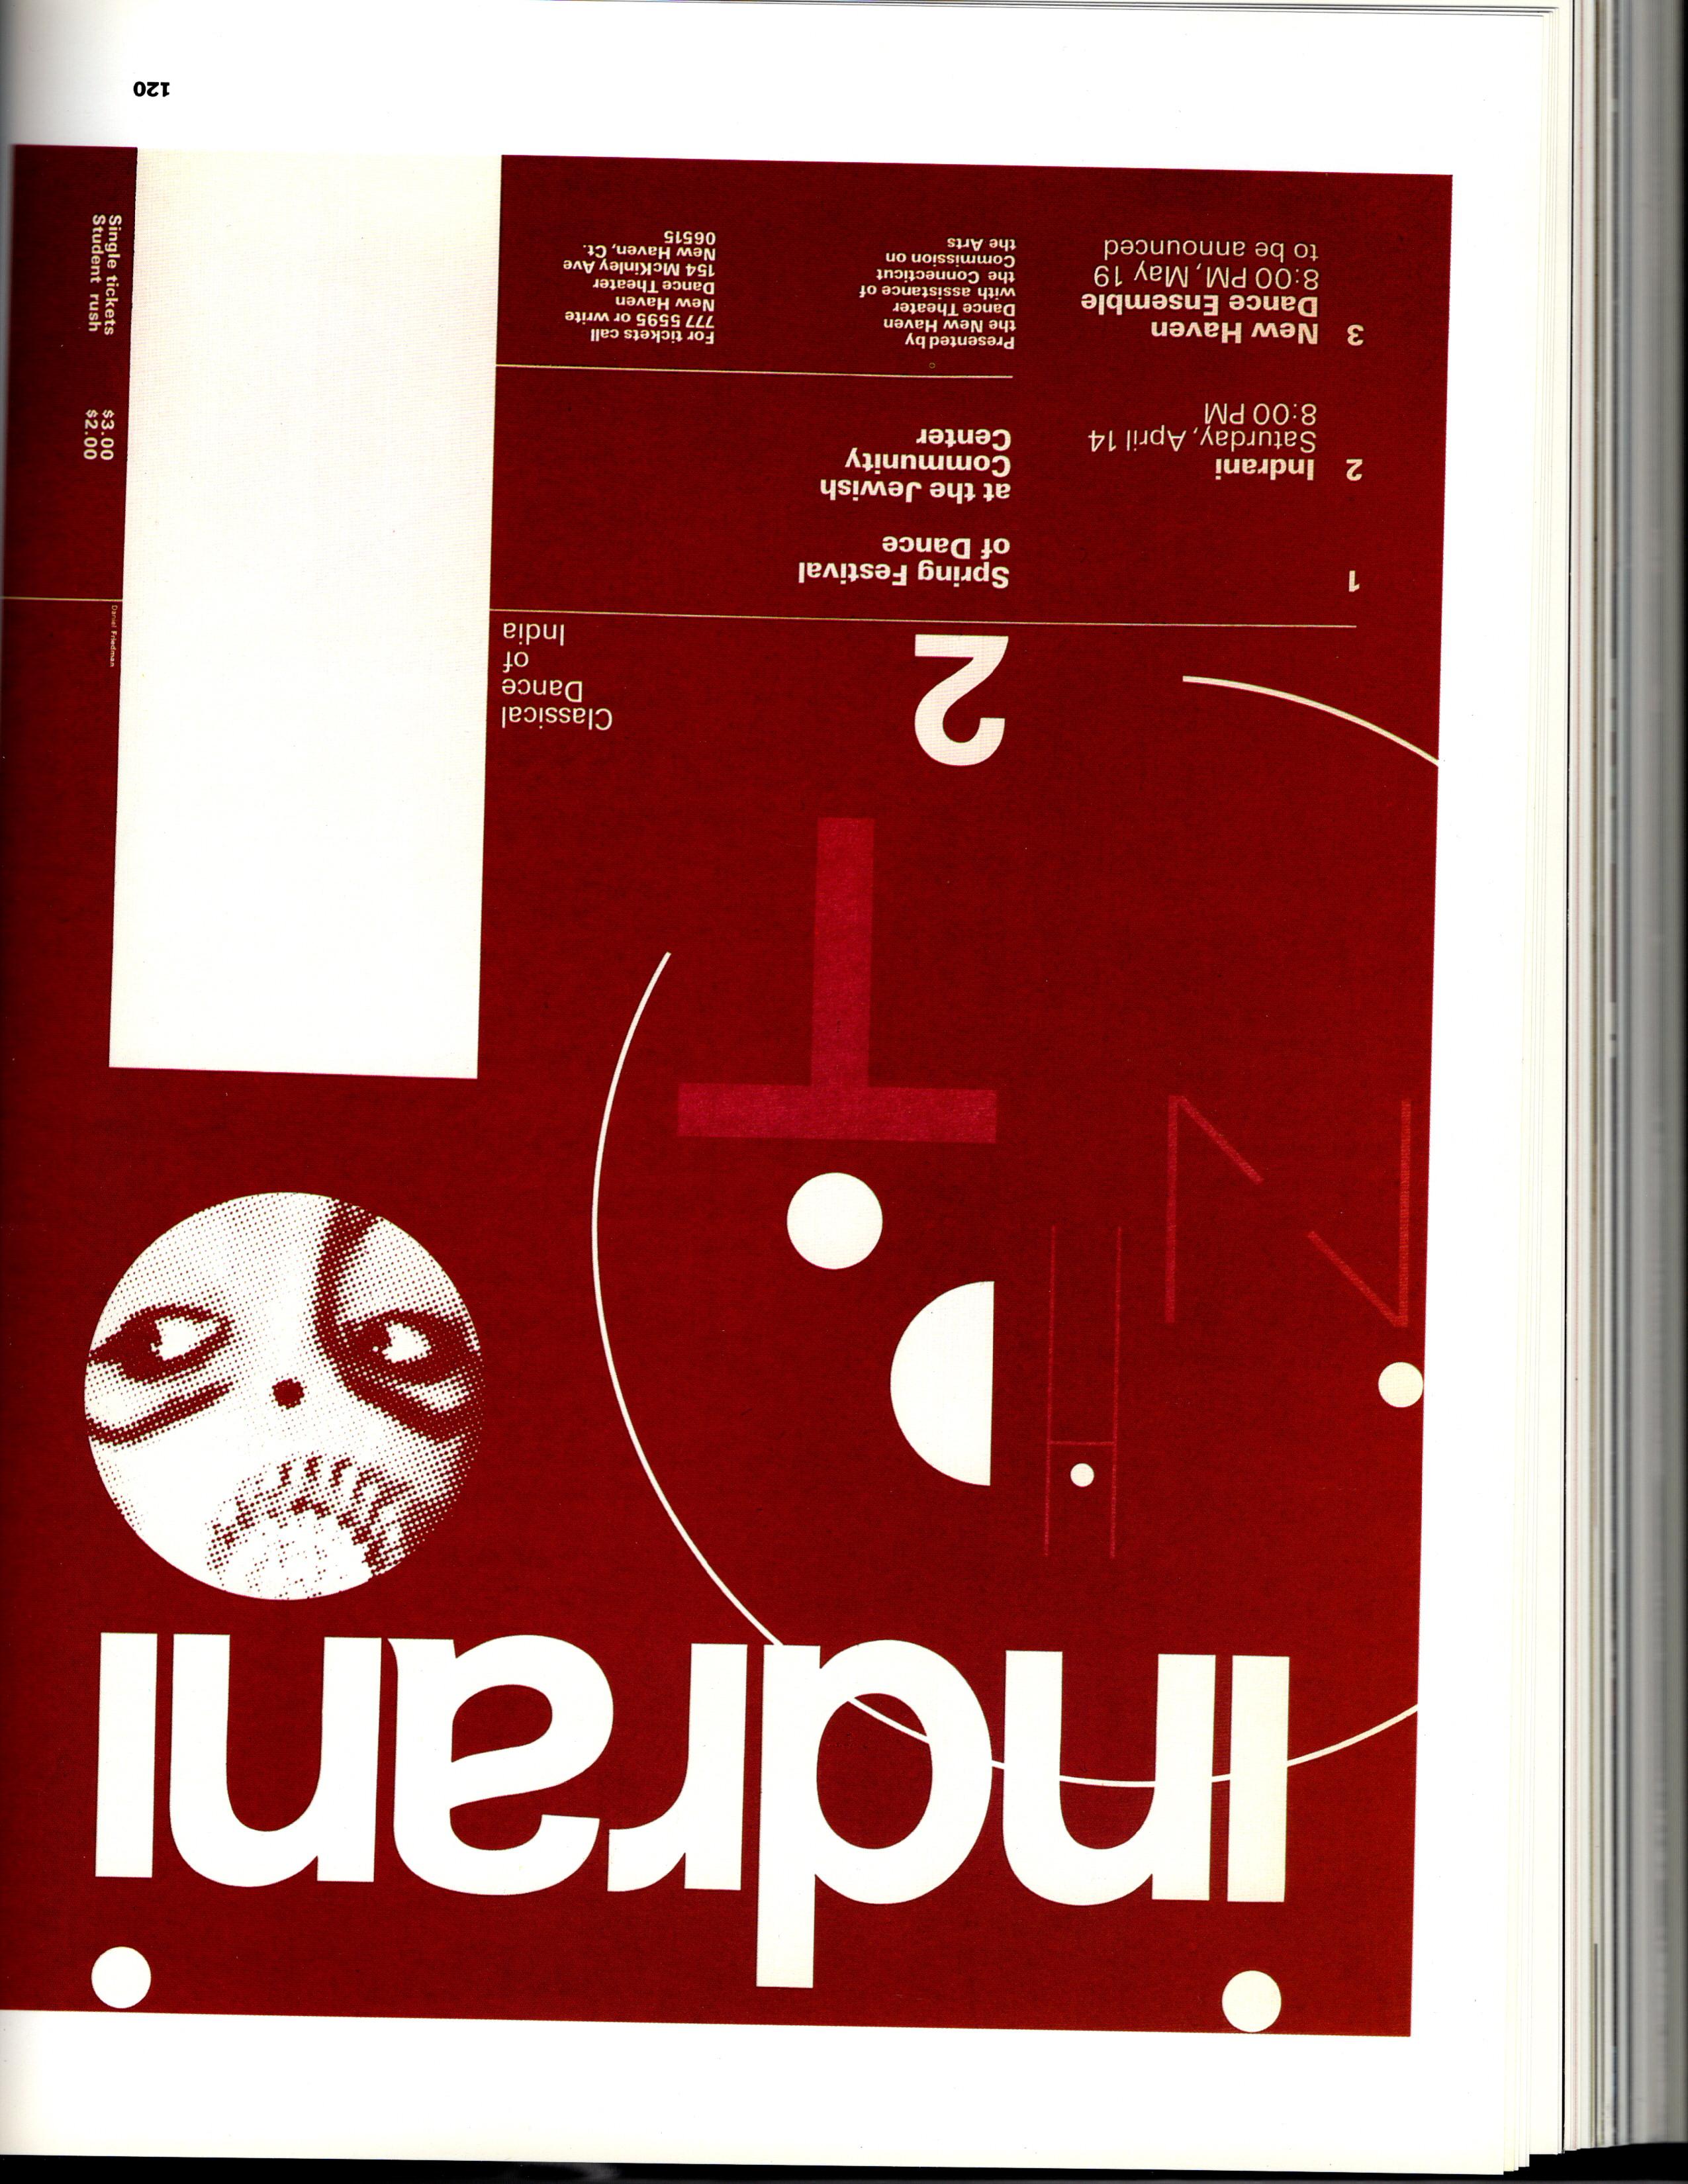 indrani
N
H
T
2
Classical
Dance
of
India
Daniel Friedman
1
2 Indrani
Saturday, April 14
8:00 PM
3 New Haven
Dance Ensemble
8:00 PM, May 19
to be announced
Spring Festival
of Dance
at the Jewish
Community
Center
Presented by
the New Haven
Dance Theater
with assistance of
the Connecticut
Commission on
the Arts
For tickets call
777 5595 or write
New Haven
Dance Theater
154 McKinley Ave
New Haven, Ct.
06515
Single tickets $3.00
Student rush $2.00
120